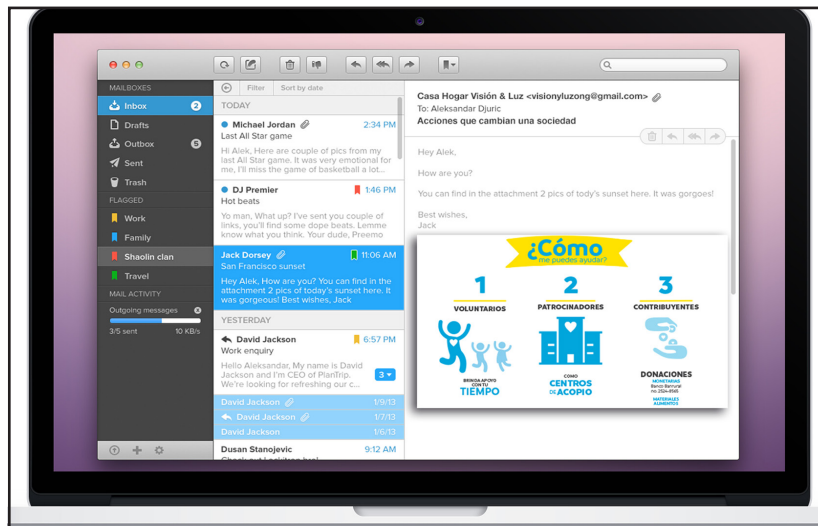 MAILBOXES
Inbox 2
Drafts
Outbox 5
Sent
Trash
FLAGGED
Work
Family
Shaolin clan
Travel
MAIL ACTIVITY
Outgoing messages
3/5 sent 10 KB/s
Filter Sort by date
TODAY
Michael Jordan 2:34 PM
Last All Star game
Hi Alek, Here are couple of pics from my
last All Star game. It was very emotional for
me, I'll miss the game of basketball a lot...
DJ Premier 1:46 PM
Hot beats
Yo man, What up? I've sent you couple of
links, you'll find some dope beats. Lemme
know what you think. Your dude, Preemo
Jack Dorsey 11:06 AM
San Francisco sunset
Hey Alek, How are you? You can find in the
attachment 2 pics of today's sunset here. It
was gorgeous! Best wishes, Jack
YESTERDAY
David Jackson 6:57 PM
Work enquiry
Hello Aleksandar, My name is David
Jackson and I'm CEO of PlanTrip.
We're looking for refreshing our c... 3
David Jackson 1/9/13
David Jackson 1/7/13
David Jackson 1/6/13
Dusan Stanojevic 9:12 AM
Casa Hogar Visión & Luz <visionyluzong@gmail.com>
To: Aleksandar Djuric
Acciones que cambian una sociedad
Hey Alek,
How are you?
You can find in the attachment 2 pics of tody's sunset here. It was gorgoes!
Best wishes,
Jack
¿Cómo
me puedes ayudar?
1
VOLUNTARIOS
BRINDA APOYO
CON TU
TIEMPO
2
PATROCINADORES
COMO
CENTROS
DE ACOPIO
3
CONTRIBUYENTES
DONACIONES
MONETARIAS
MATERIALES
ALIMENTOS